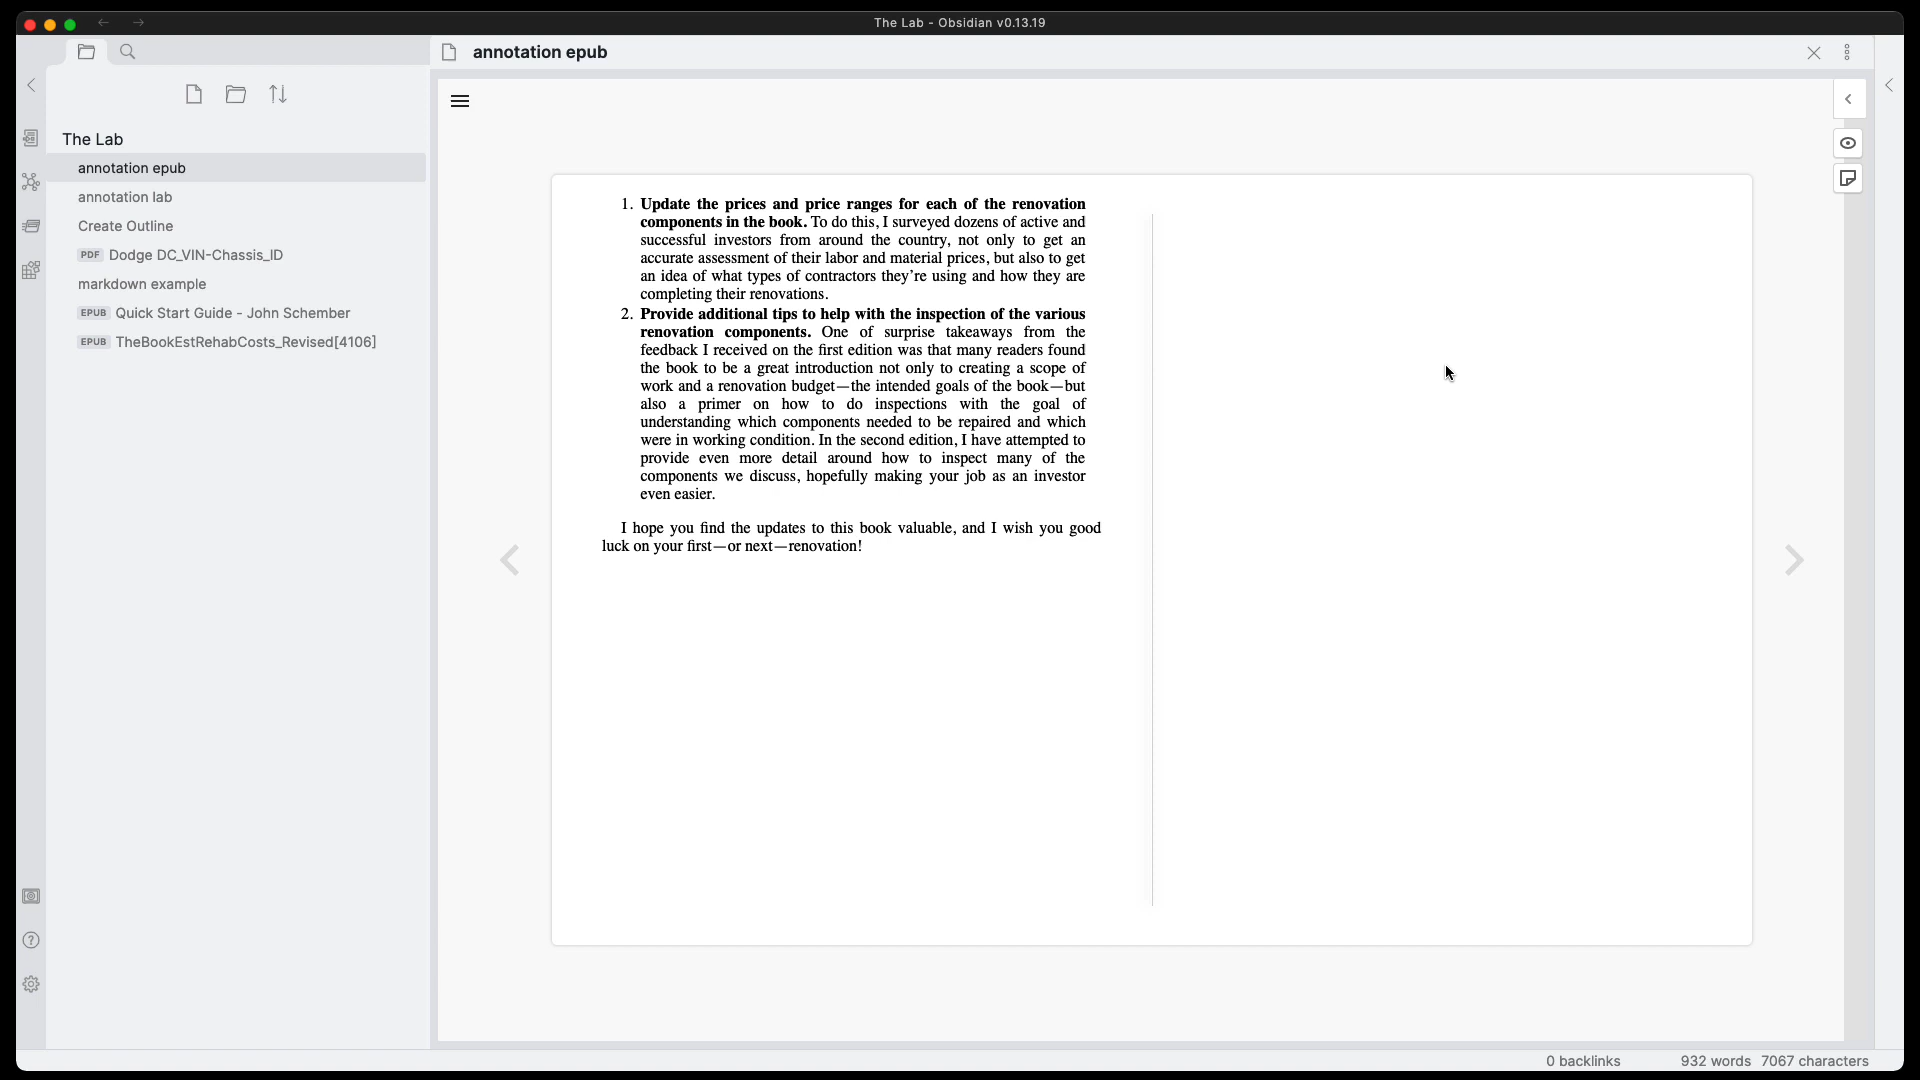 The Lab - Obsidian v0.13.19
annotation epub
The Lab
annotation epub
annotation lab
Create Outline
PDF Dodge DC_VIN-Chassis_ID
markdown example
EPUB Quick Start Guide - John Schember
EPUB TheBookEstRehabCosts_Revised[4106]
1. Update the prices and price ranges for each of the renovation
components in the book. To do this, I surveyed dozens of active and
successful investors from around the country, not only to get an
accurate assessment of their labor and material prices, but also to get
an idea of what types of contractors they’re using and how they are
completing their renovations.
2. Provide additional tips to help with the inspection of the various
renovation components. One of surprise takeaways from the
feedback I received on the first edition was that many readers found
the book to be a great introduction not only to creating a scope of
work and a renovation budget—the intended goals of the book—but
also a primer on how to do inspections with the goal of
understanding which components needed to be repaired and which
were in working condition. In the second edition, I have attempted to
provide even more detail around how to inspect many of the
components we discuss, hopefully making your job as an investor
even easier.
I hope you find the updates to this book valuable, and I wish you good
luck on your first—or next—renovation!
0 backlinks 932 words 7067 characters